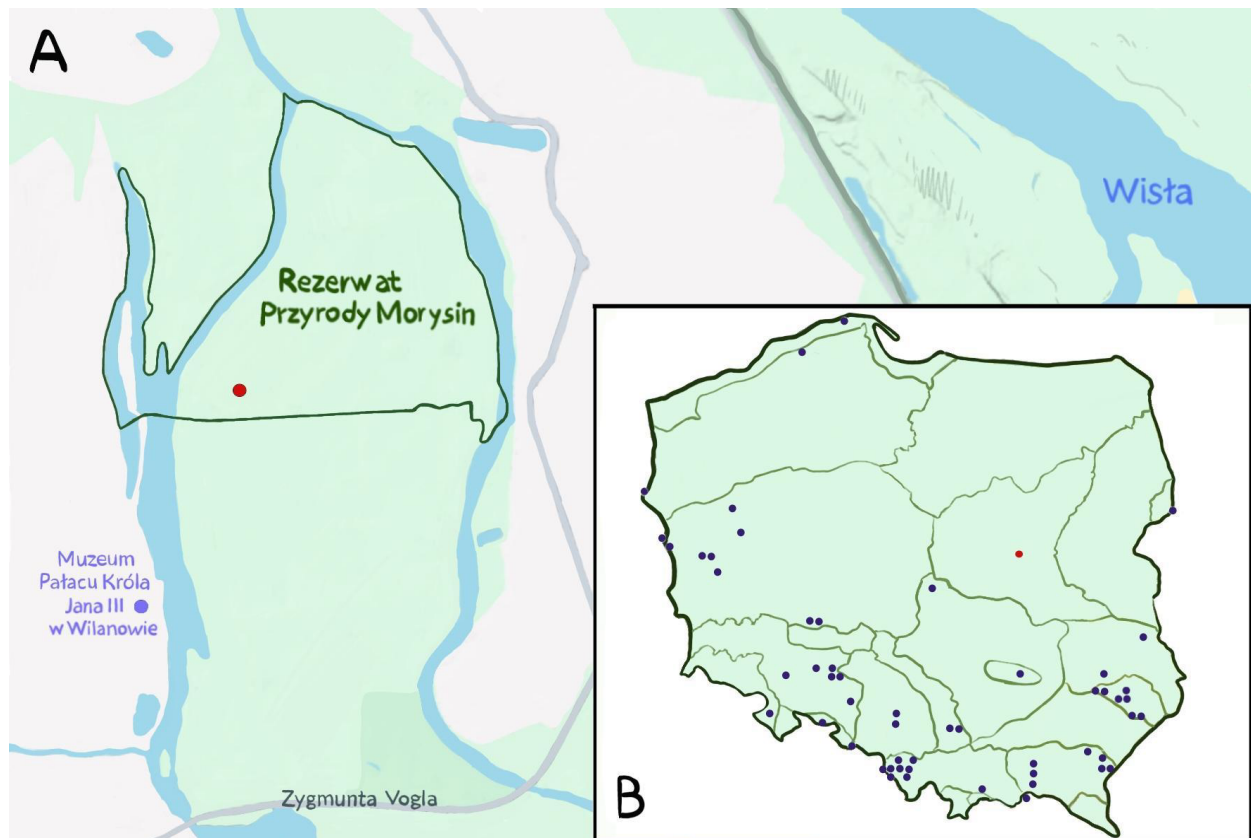 A
Wisła
Rezerwat
Przyrody Morysin
Muzeum
Pałacu Króla
Jana III
w Wilanowie
Zygmunta Vogla
B